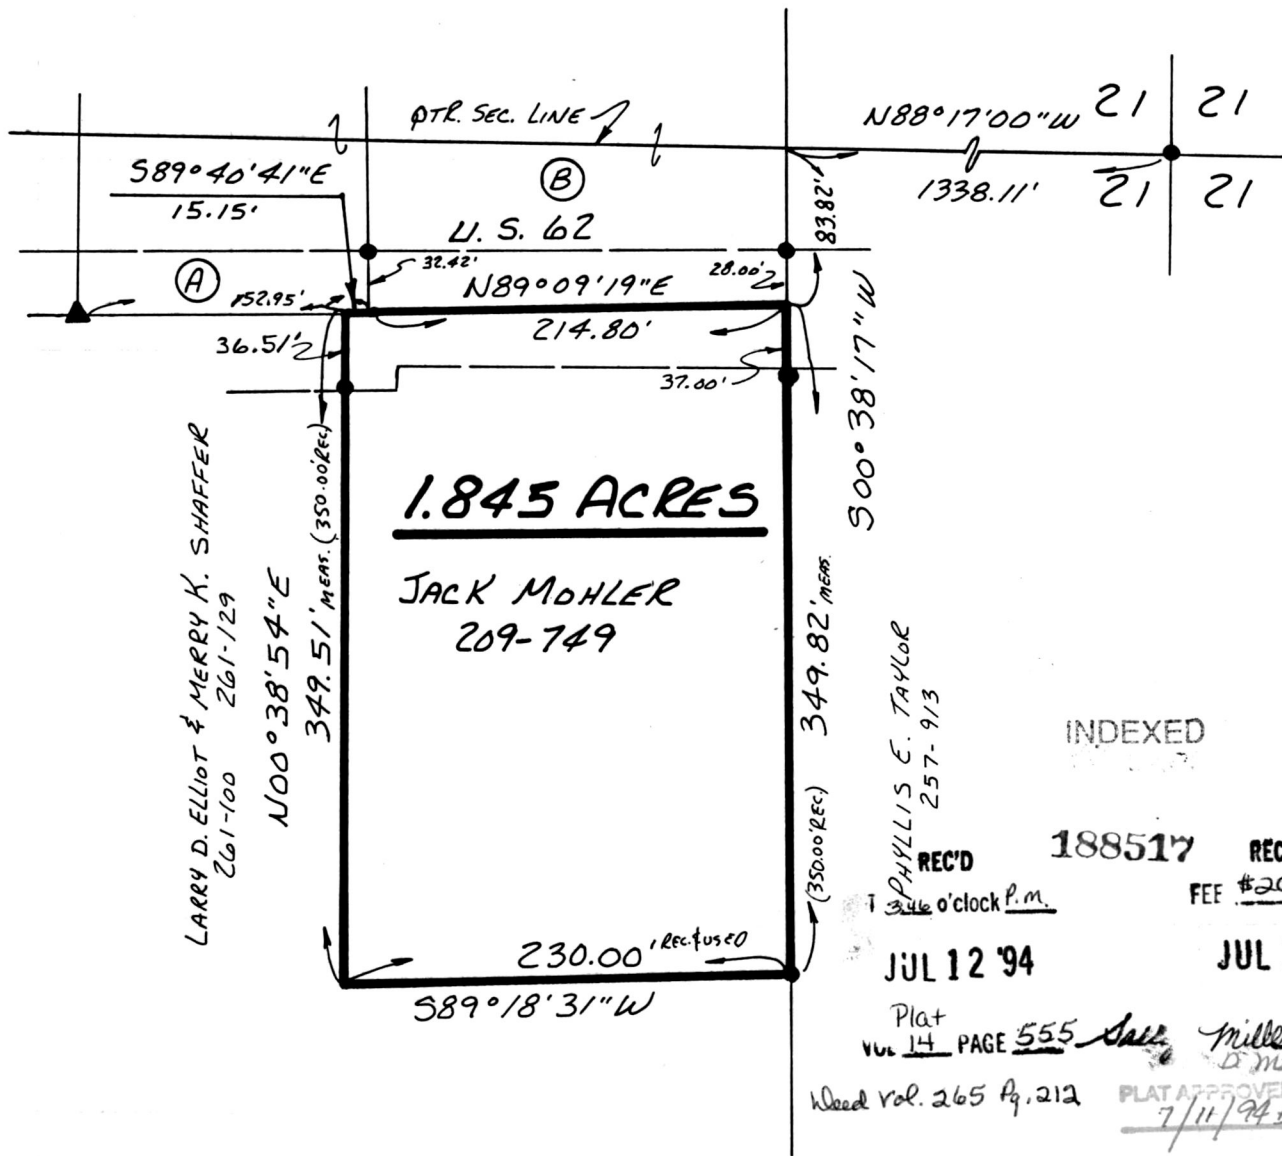 PTR. SEC. LINE
N88°17'00"W
21 21
S89°40'41"E
15.15'
B
1338.11'
21 21
83.82'
U. S. 62
A
32.42'
28.00'
N89°09'19"E
152.95'
214.80'
36.51'
37.00'
S00°38'17"W
1.845 ACRES
JACK MOHLER
209-749
LARRY D. ELLIOT & MERRY K. SHAFFER
261-100 261-129
N00°38'54"E
349.51' MEAS. (350.00' REC)
349.82' MEAS.
(350.00' REC.)
PHYLLIS E. TAYLOR
257-913
INDEXED
188517
REC'D
REC
3:46 o'clock P.m.
FEE $20
230.00' REC. & USED
JUL 12 '94
JUL
S89°18'31"W
Plat
VOL 14 PAGE 555
Mille
Deed Vol. 265 Pg. 212
PLAT APPROVE
7/11/94